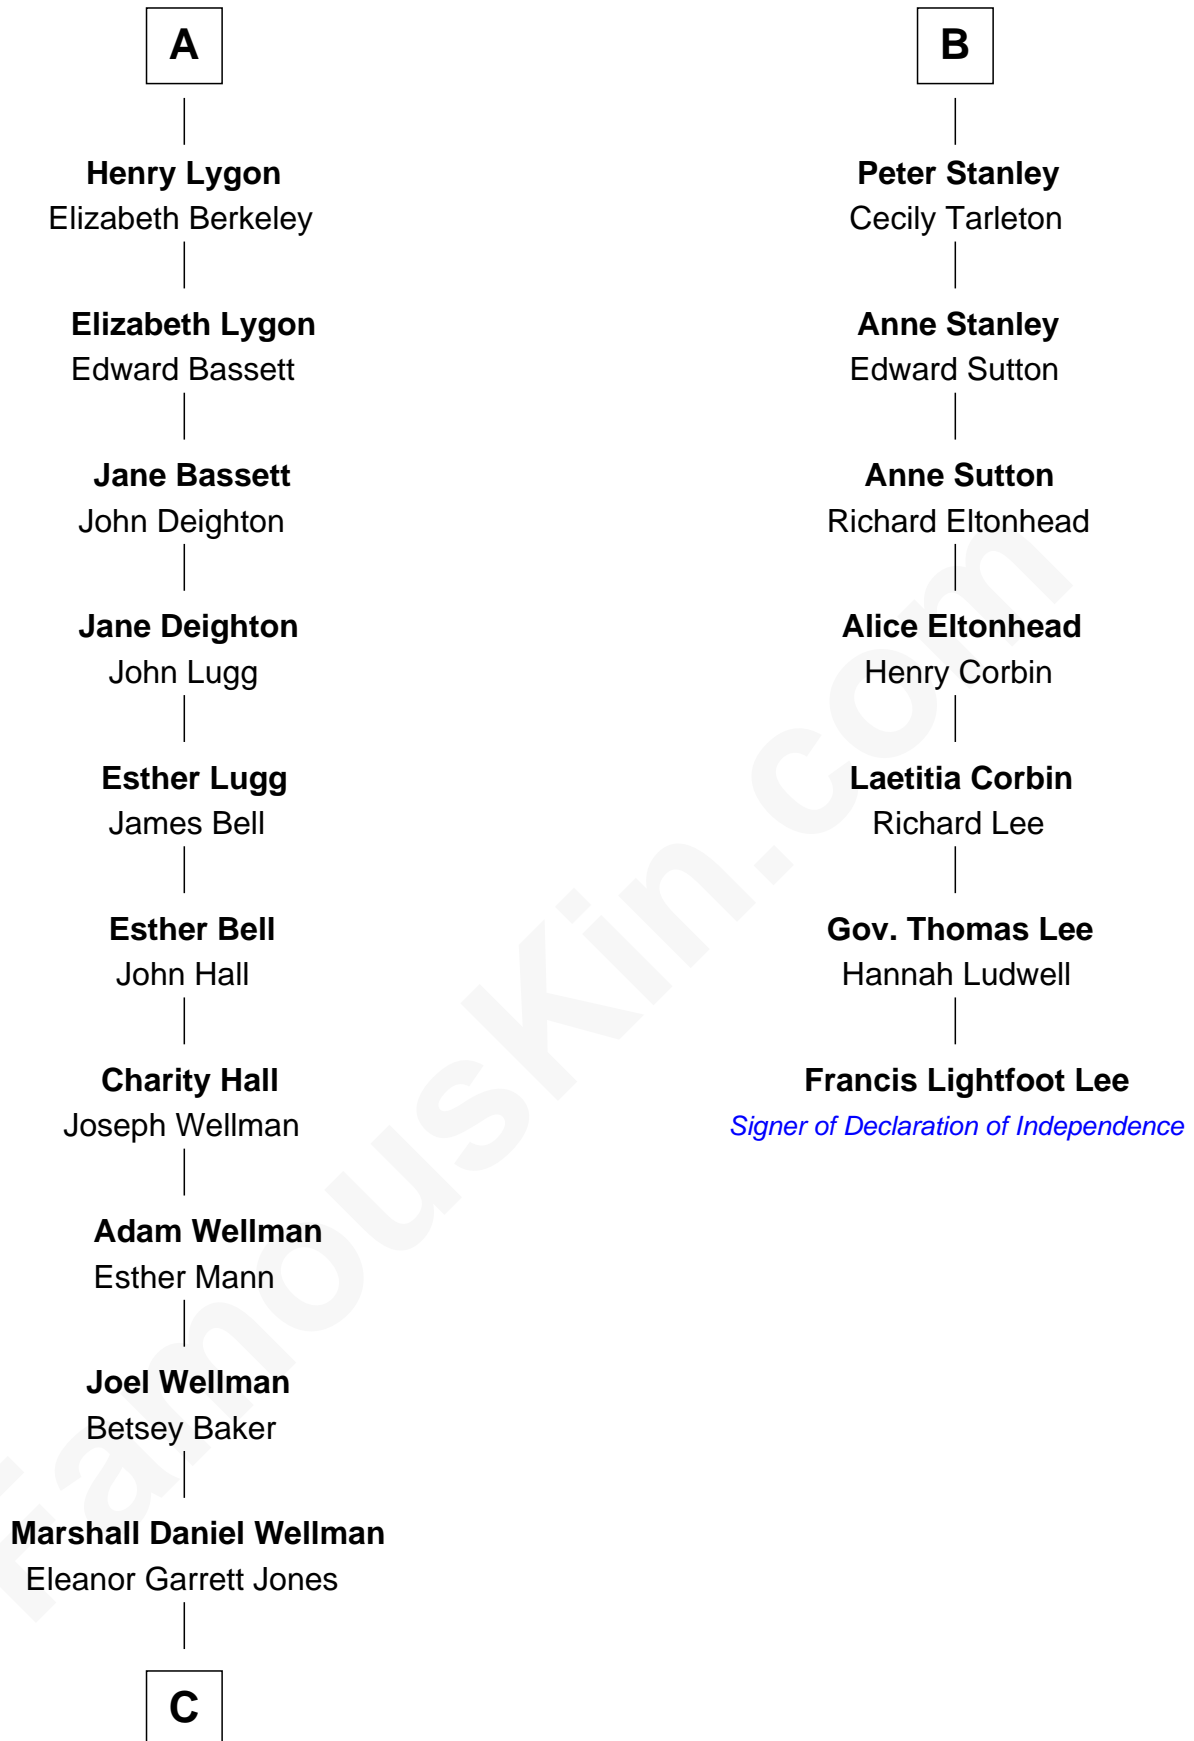 A
Henry Lygon
Elizabeth Berkeley
Elizabeth Lygon
Edward Bassett
Jane Bassett
John Deighton
Jane Deighton
John Lugg
Esther Lugg
James Bell
Esther Bell
John Hall
Charity Hall
Joseph Wellman
Adam Wellman
Esther Mann
Joel Wellman
Betsey Baker
Marshall Daniel Wellman
Eleanor Garrett Jones
C
B
Peter Stanley
Cecily Tarleton
Anne Stanley
Edward Sutton
Anne Sutton
Richard Eltonhead
Alice Eltonhead
Henry Corbin
Laetitia Corbin
Richard Lee
Gov. Thomas Lee
Hannah Ludwell
Francis Lightfoot Lee
Signer of Declaration of Independence
FamousKin.com